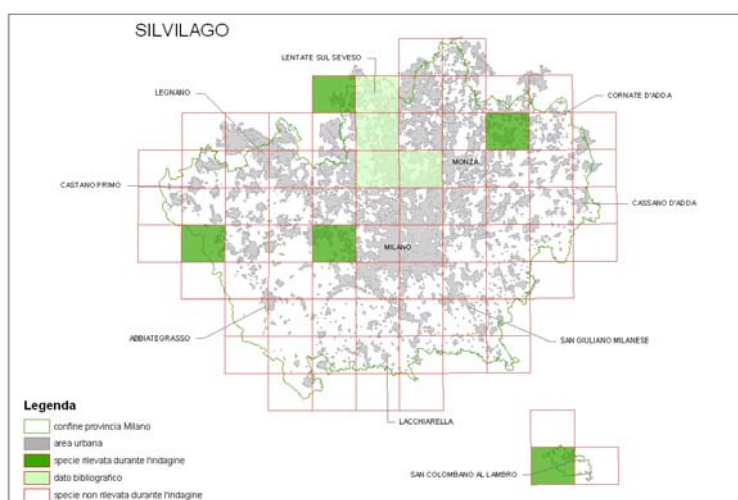 SILVILAGO
LENTATE SUL SEVESO
LEGNANO
CORNATE D'ADDA
MONZA
CASTANO PRIMO
CASSANO D'ADDA
MILANO
ABBIATEGRASSO
SAN GIULIANO MILANESE
LACCHIARELLA
SAN COLOMBANO AL LAMBRO
Legenda
confine provincia Milano
area urbana
specie rilevata durante l'indagine
dato bibliografico
specie non rilevata durante l'indagine